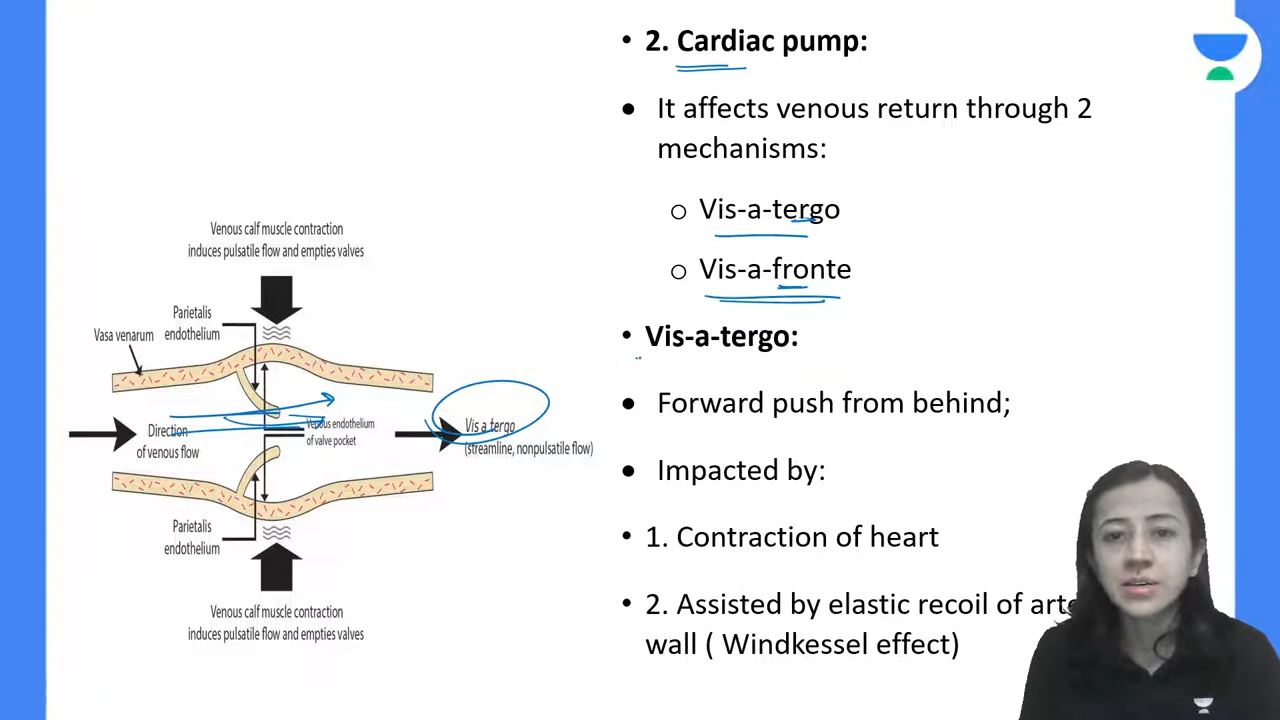 • 2. Cardiac pump:
• It affects venous return through 2
mechanisms:
o Vis-a-tergo
o Vis-a-fronte
• Vis-a-tergo:
• Forward push from behind;
• Impacted by:
• 1. Contraction of heart
• 2. Assisted by elastic recoil of
wall ( Windkessel effect)
Venous calf muscle contraction
induces pulsatile flow and empties valves
Parietalis
endothelium
Vasa venarum
Direction
of venous flow
Venous endothelium
of valve pocket
Vis a tergo
(streamline, nonpulsatile flow)
Parietalis
endothelium
Venous calf muscle contraction
induces pulsatile flow and empties valves